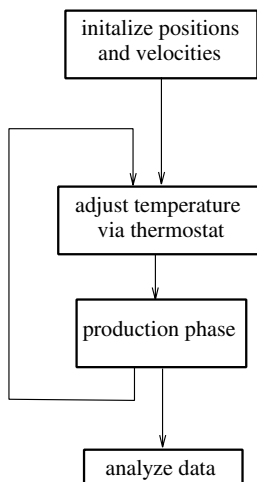 initalize positions
and velocities
adjust temperature
via thermostat
production phase
analyze data